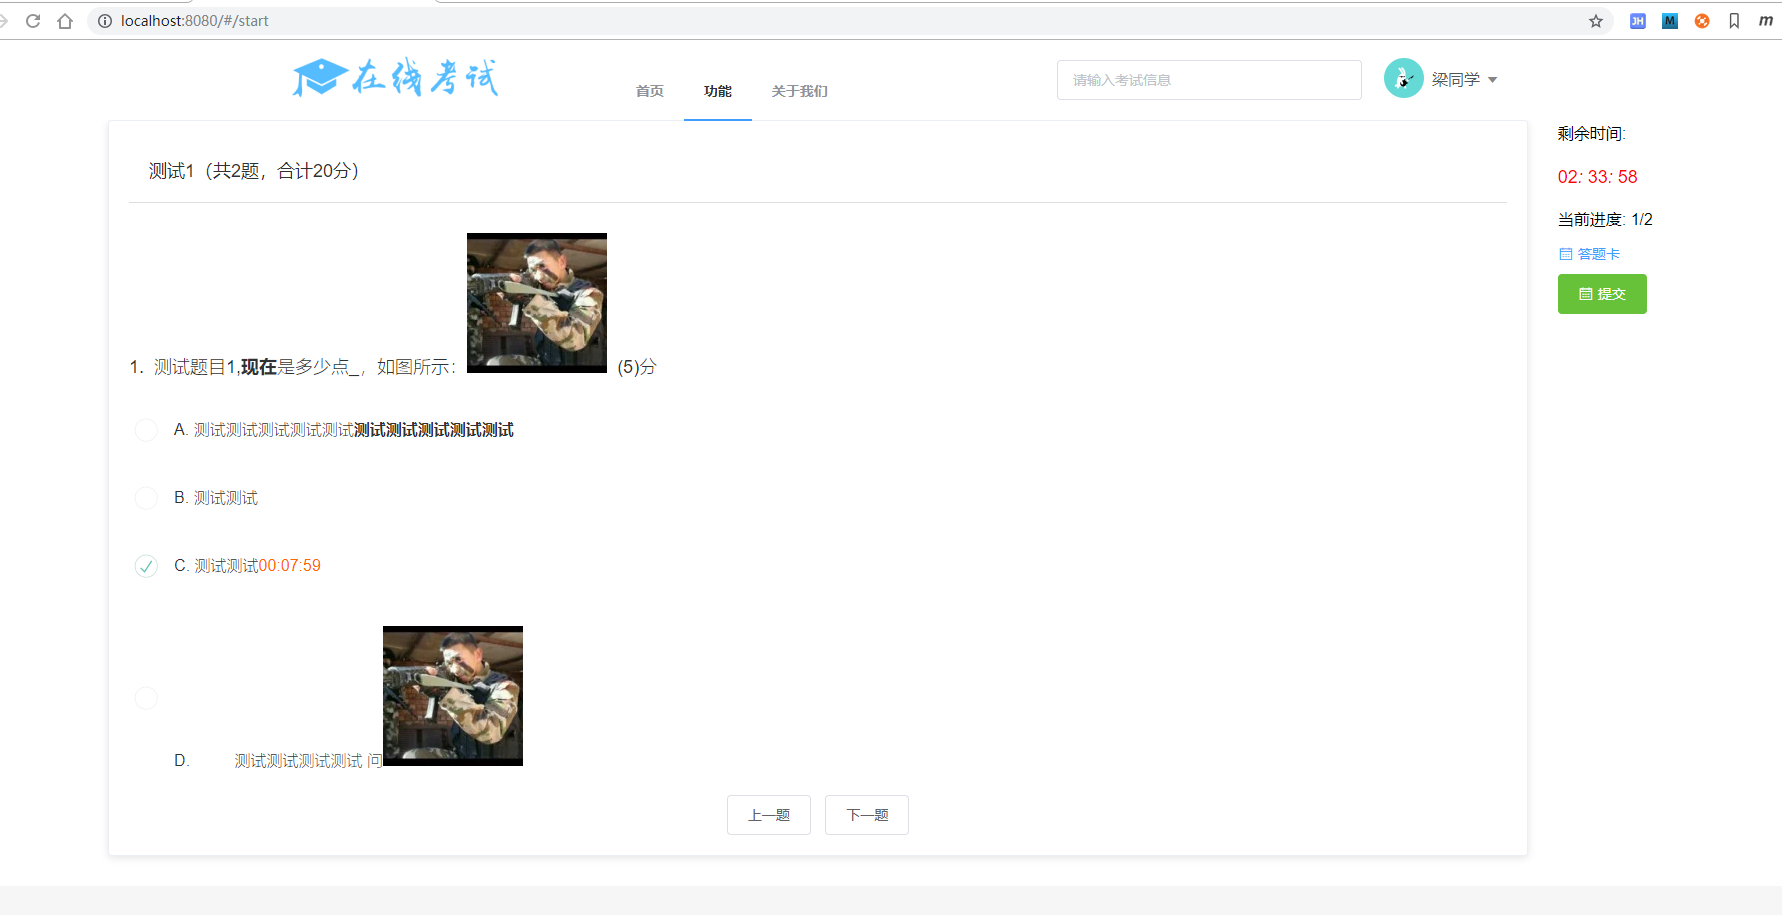 localhost:8080/#/start
JH
M
m
在线考试
首页
功能
关于我们
请输入考试信息
梁同学
剩余时间:
02: 33: 58
当前进度: 1/2
答题卡
提交
测试1（共2题，合计20分）
1. 测试题目1,现在是多少点_，如图所示： (5)分
A. 测试测试测试测试测试测试测试测试测试测试
B. 测试测试
C. 测试测试00:07:59
D. 测试测试测试测试 问
上一题
下一题